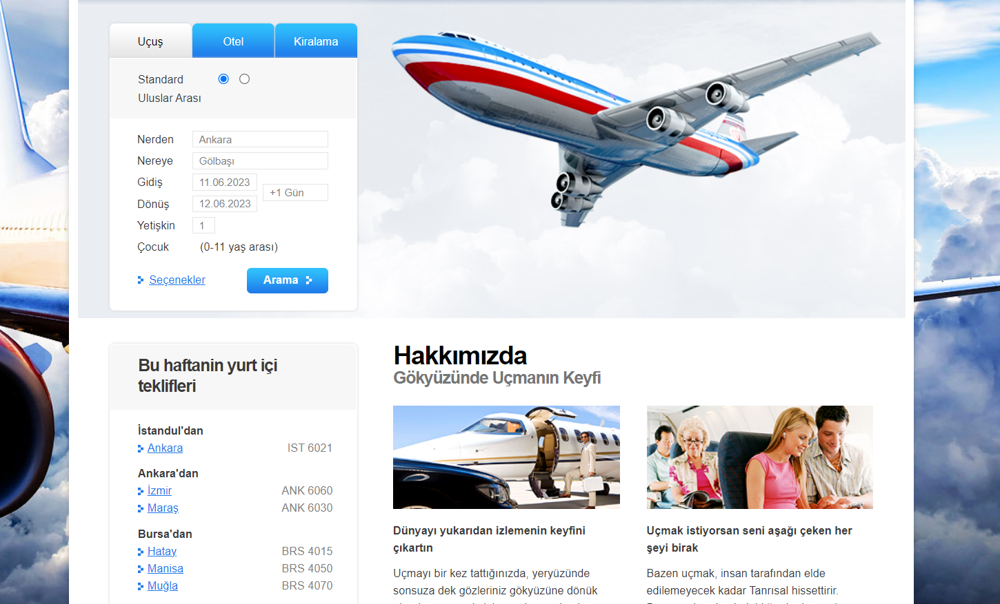 Uçuş
Otel
Kiralama
Standard
Uluslar Arası
Nerden Ankara
Nereye Gölbaşı
Gidiş 11.06.2023
+1 Gün
Dönüş 12.06.2023
Yetişkin 1
Çocuk (0-11 yaş arası)
Seçenekler
Arama
Bu haftanin yurt içi
teklifleri
İstandul'dan
Ankara IST 6021
Ankara'dan
İzmir ANK 6060
Maraş ANK 6030
Bursa'dan
Hatay BRS 4015
Manisa BRS 4050
Muğla BRS 4070
Hakkımızda
Gökyüzünde Uçmanın Keyfi
Dünyayı yukarıdan izlemenin keyfini
çıkartın
Uçmayı bir kez tattığınızda, yeryüzünde
sonsuza dek gözleriniz gökyüzüne dönük
Uçmak istiyorsan seni aşağı çeken her
şeyi birak
Bazen uçmak, insan tarafından elde
edilemeyecek kadar Tanrısal hissettirir.